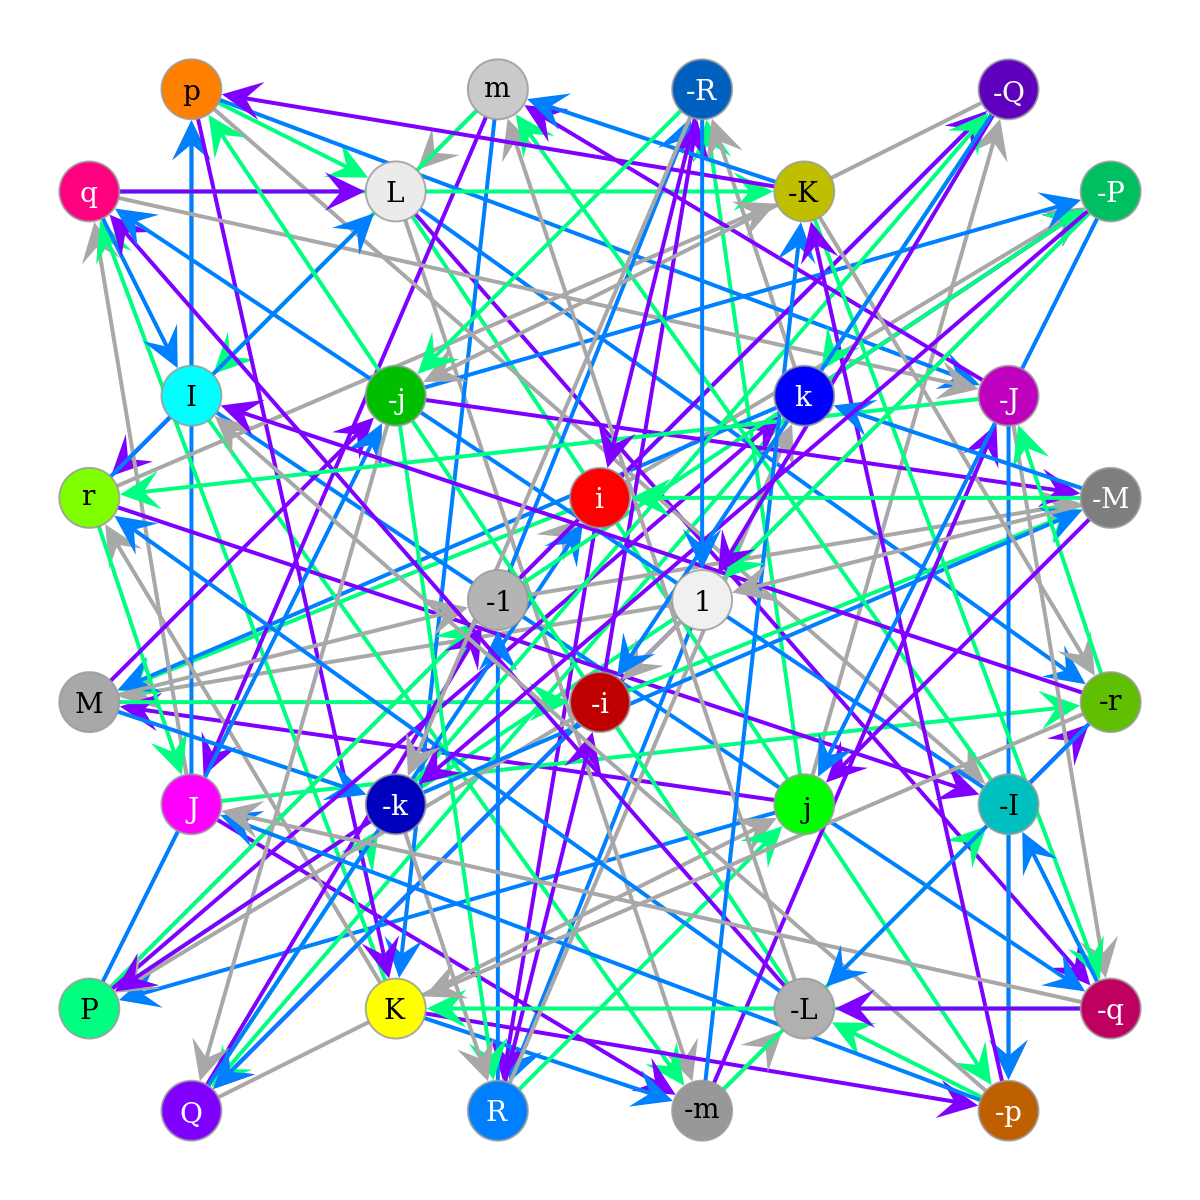 p m -R -Q
q L -K -P
I -j k -J
r i -M
-1 1
M -i -r
J -k j -I
P K -L -q
Q R -m -p